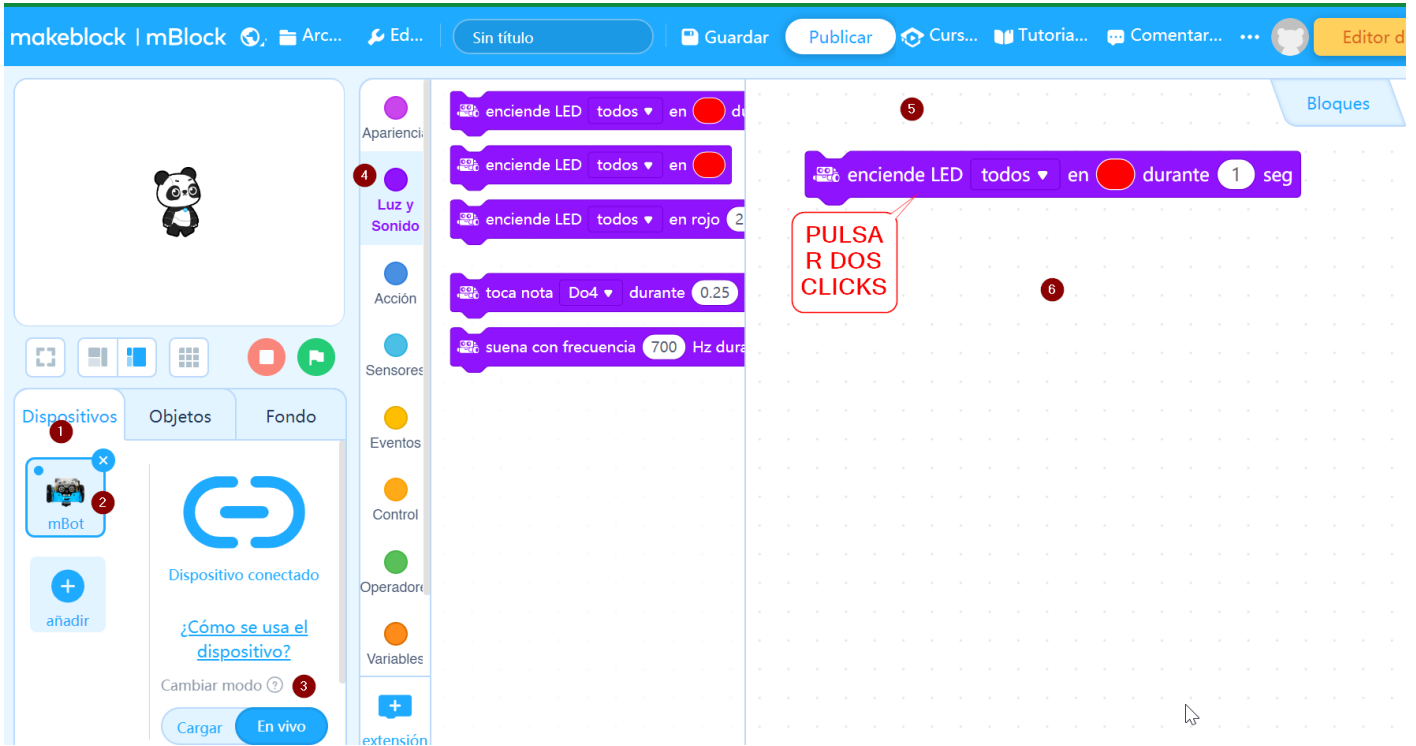 makeblock | mBlock Arc... Ed... Sin título Guardar Publicar Curs... Tutoria... Comentar... ••• Editor d
Apariencia
4
Luz y
Sonido
Acción
Sensores
Eventos
Control
Operadore
Variables
+
extensión
enciende LED todos ▾ en du
enciende LED todos ▾ en
enciende LED todos ▾ en rojo 2
toca nota Do4 ▾ durante 0.25
suena con frecuencia 700 Hz dura
5
Bloques
enciende LED todos ▾ en durante 1 seg
PULSA
R DOS
CLICKS
6
Dispositivos Objetos Fondo
1
2
mBot
+
añadir
Dispositivo conectado
¿Cómo se usa el
dispositivo?
Cambiar modo ? 3
Cargar En vivo